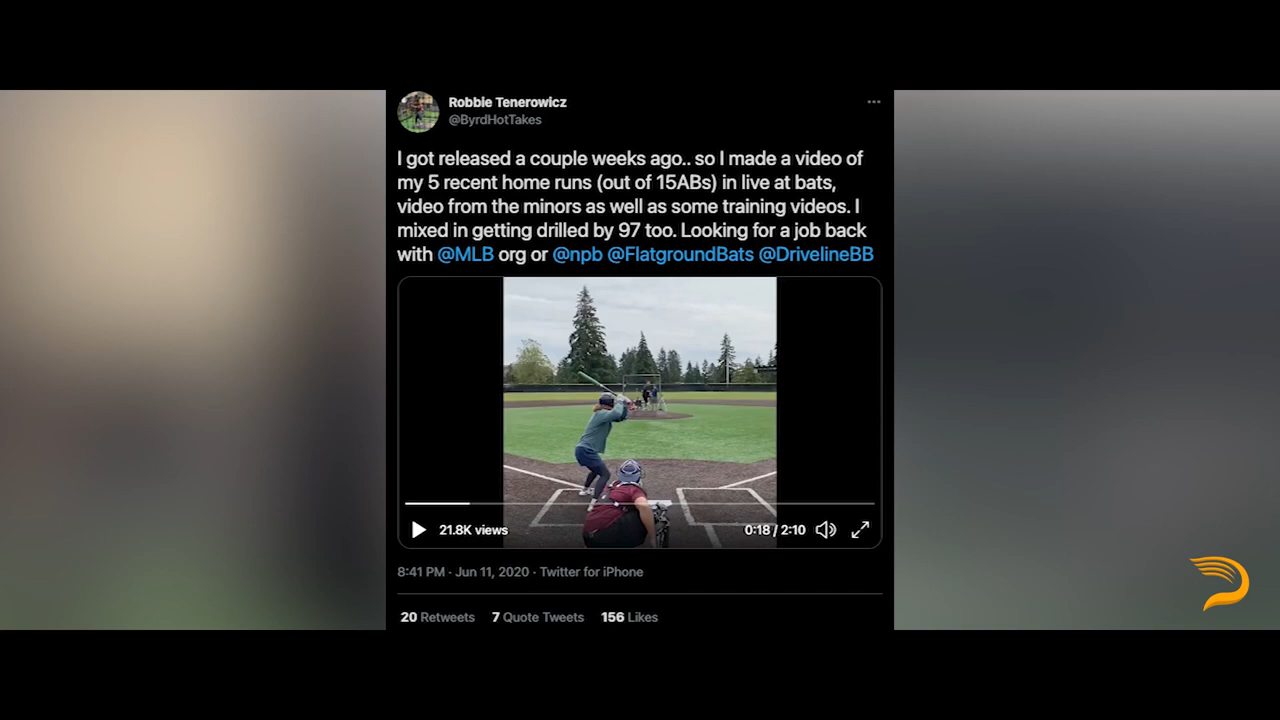 Robbie Tenerowicz
@ByrdHotTakes
I got released a couple weeks ago.. so I made a video of
my 5 recent home runs (out of 15ABs) in live at bats,
video from the minors as well as some training videos. I
mixed in getting drilled by 97 too. Looking for a job back
with @MLB org or @npb @FlatgroundBats @DrivelineBB
21.8K views
0:18 / 2:10
8:41 PM · Jun 11, 2020 · Twitter for iPhone
20 Retweets 7 Quote Tweets 156 Likes